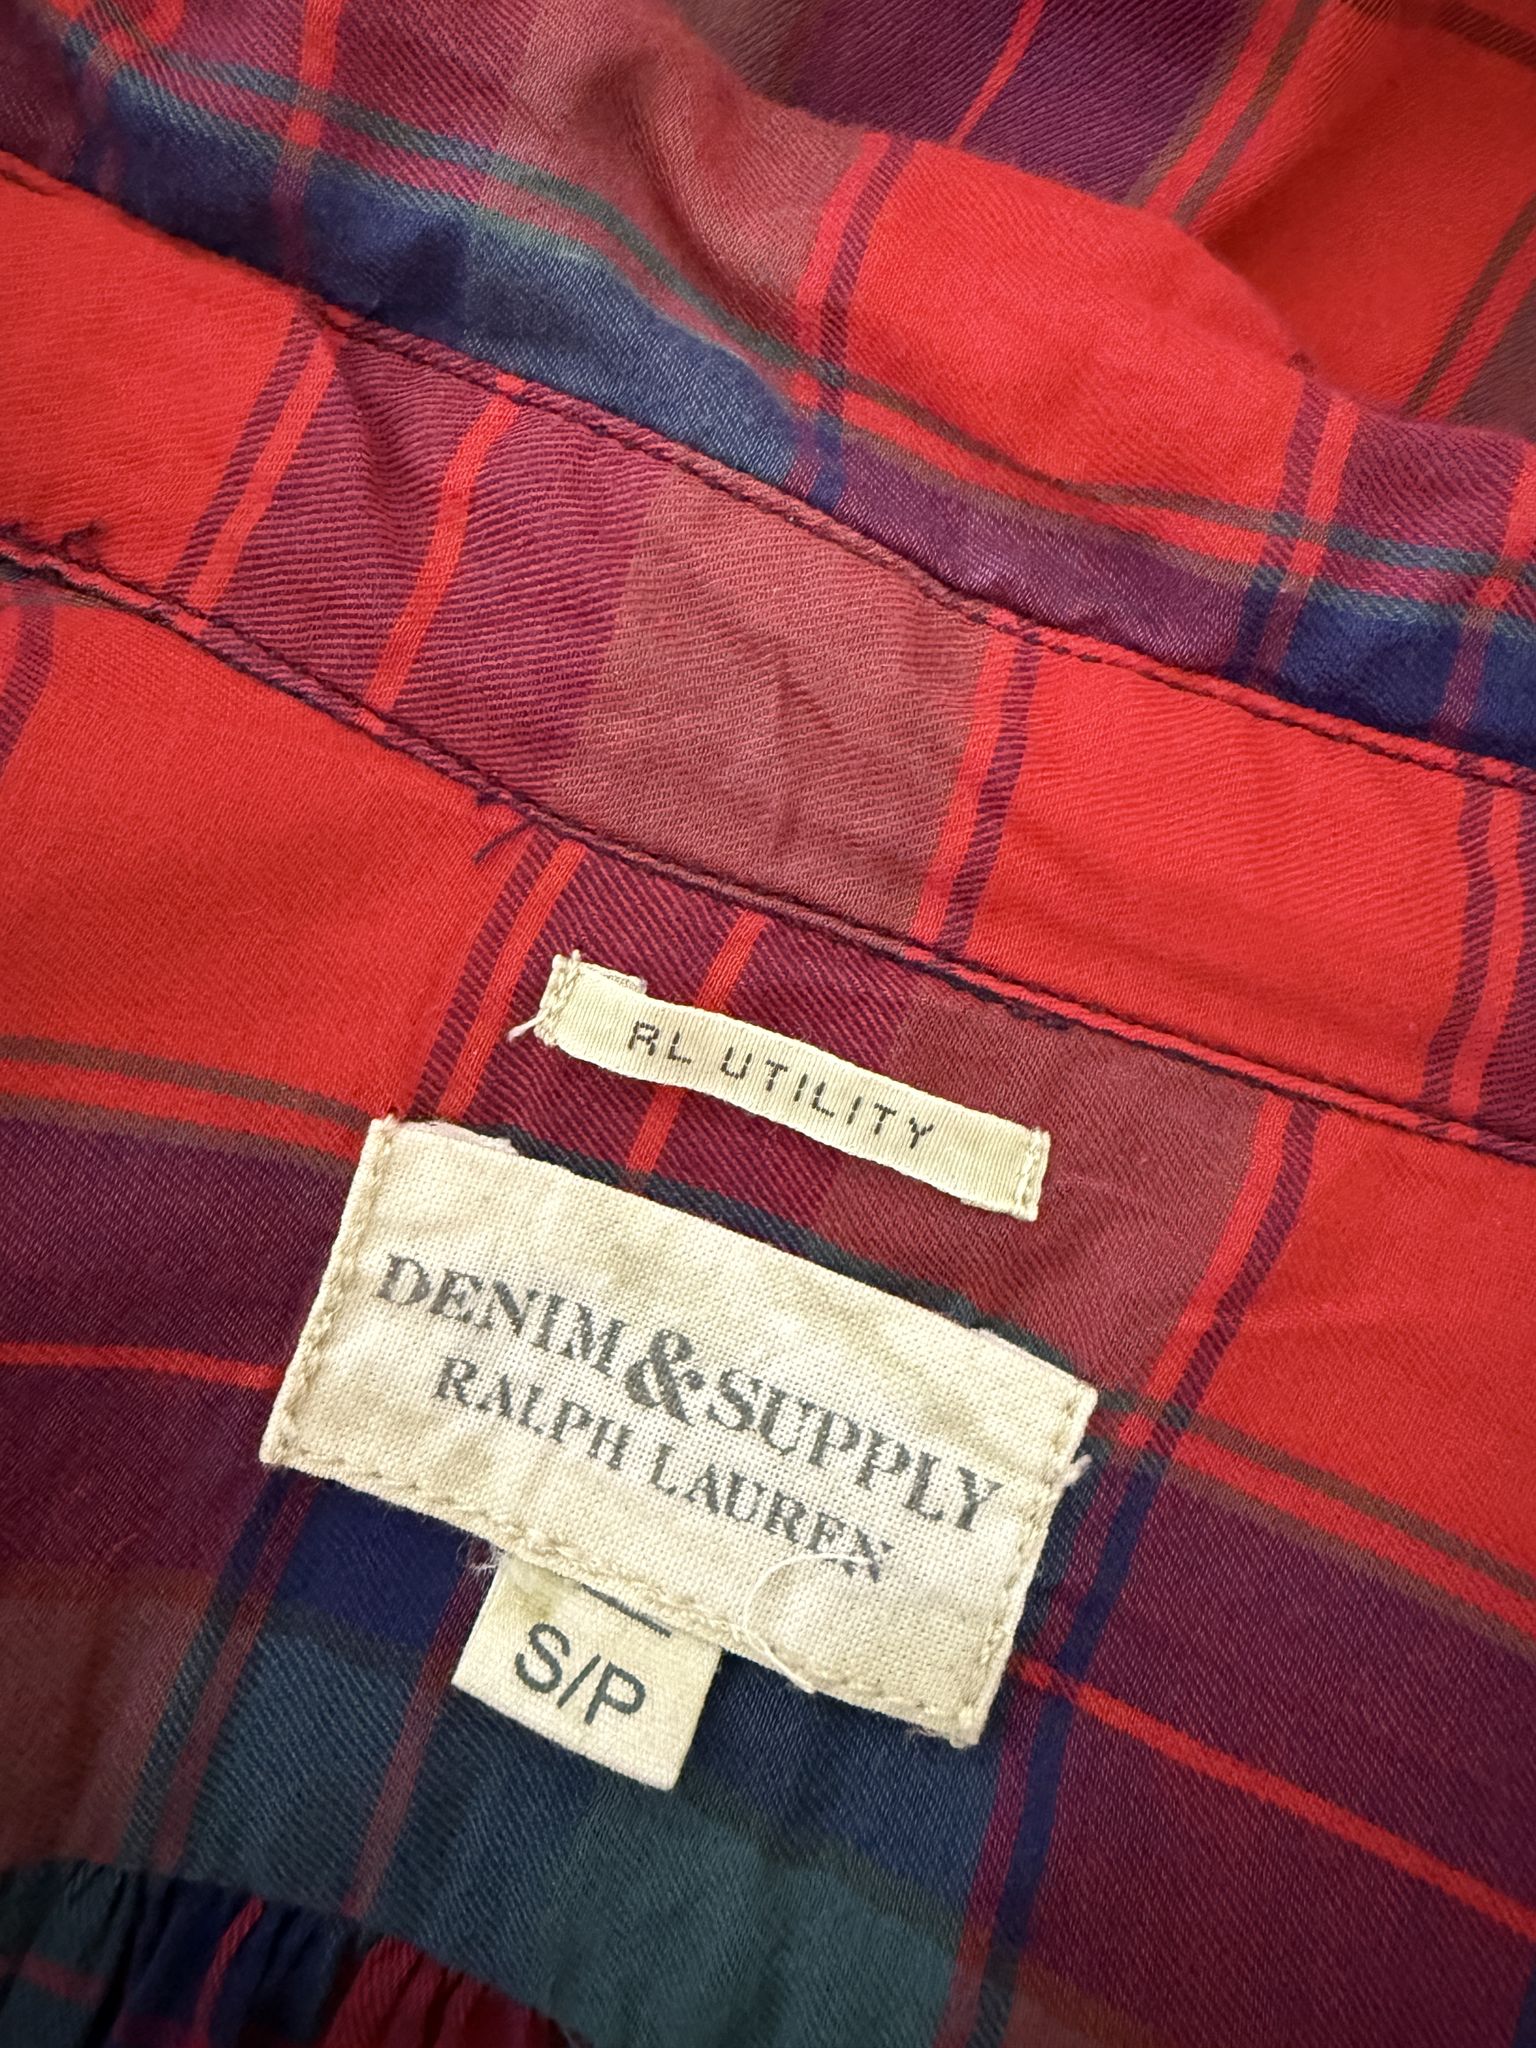 RL UTILITY
DENIM & SUPPLY
RALPH LAUREN
S/P